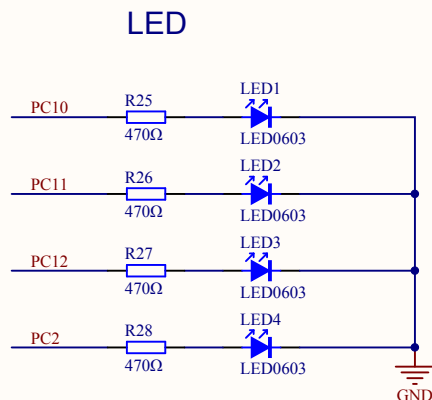 LED
PC10
R25
470Ω
LED1
LED0603
PC11
R26
470Ω
LED2
LED0603
PC12
R27
470Ω
LED3
LED0603
PC2
R28
470Ω
LED4
LED0603
GND